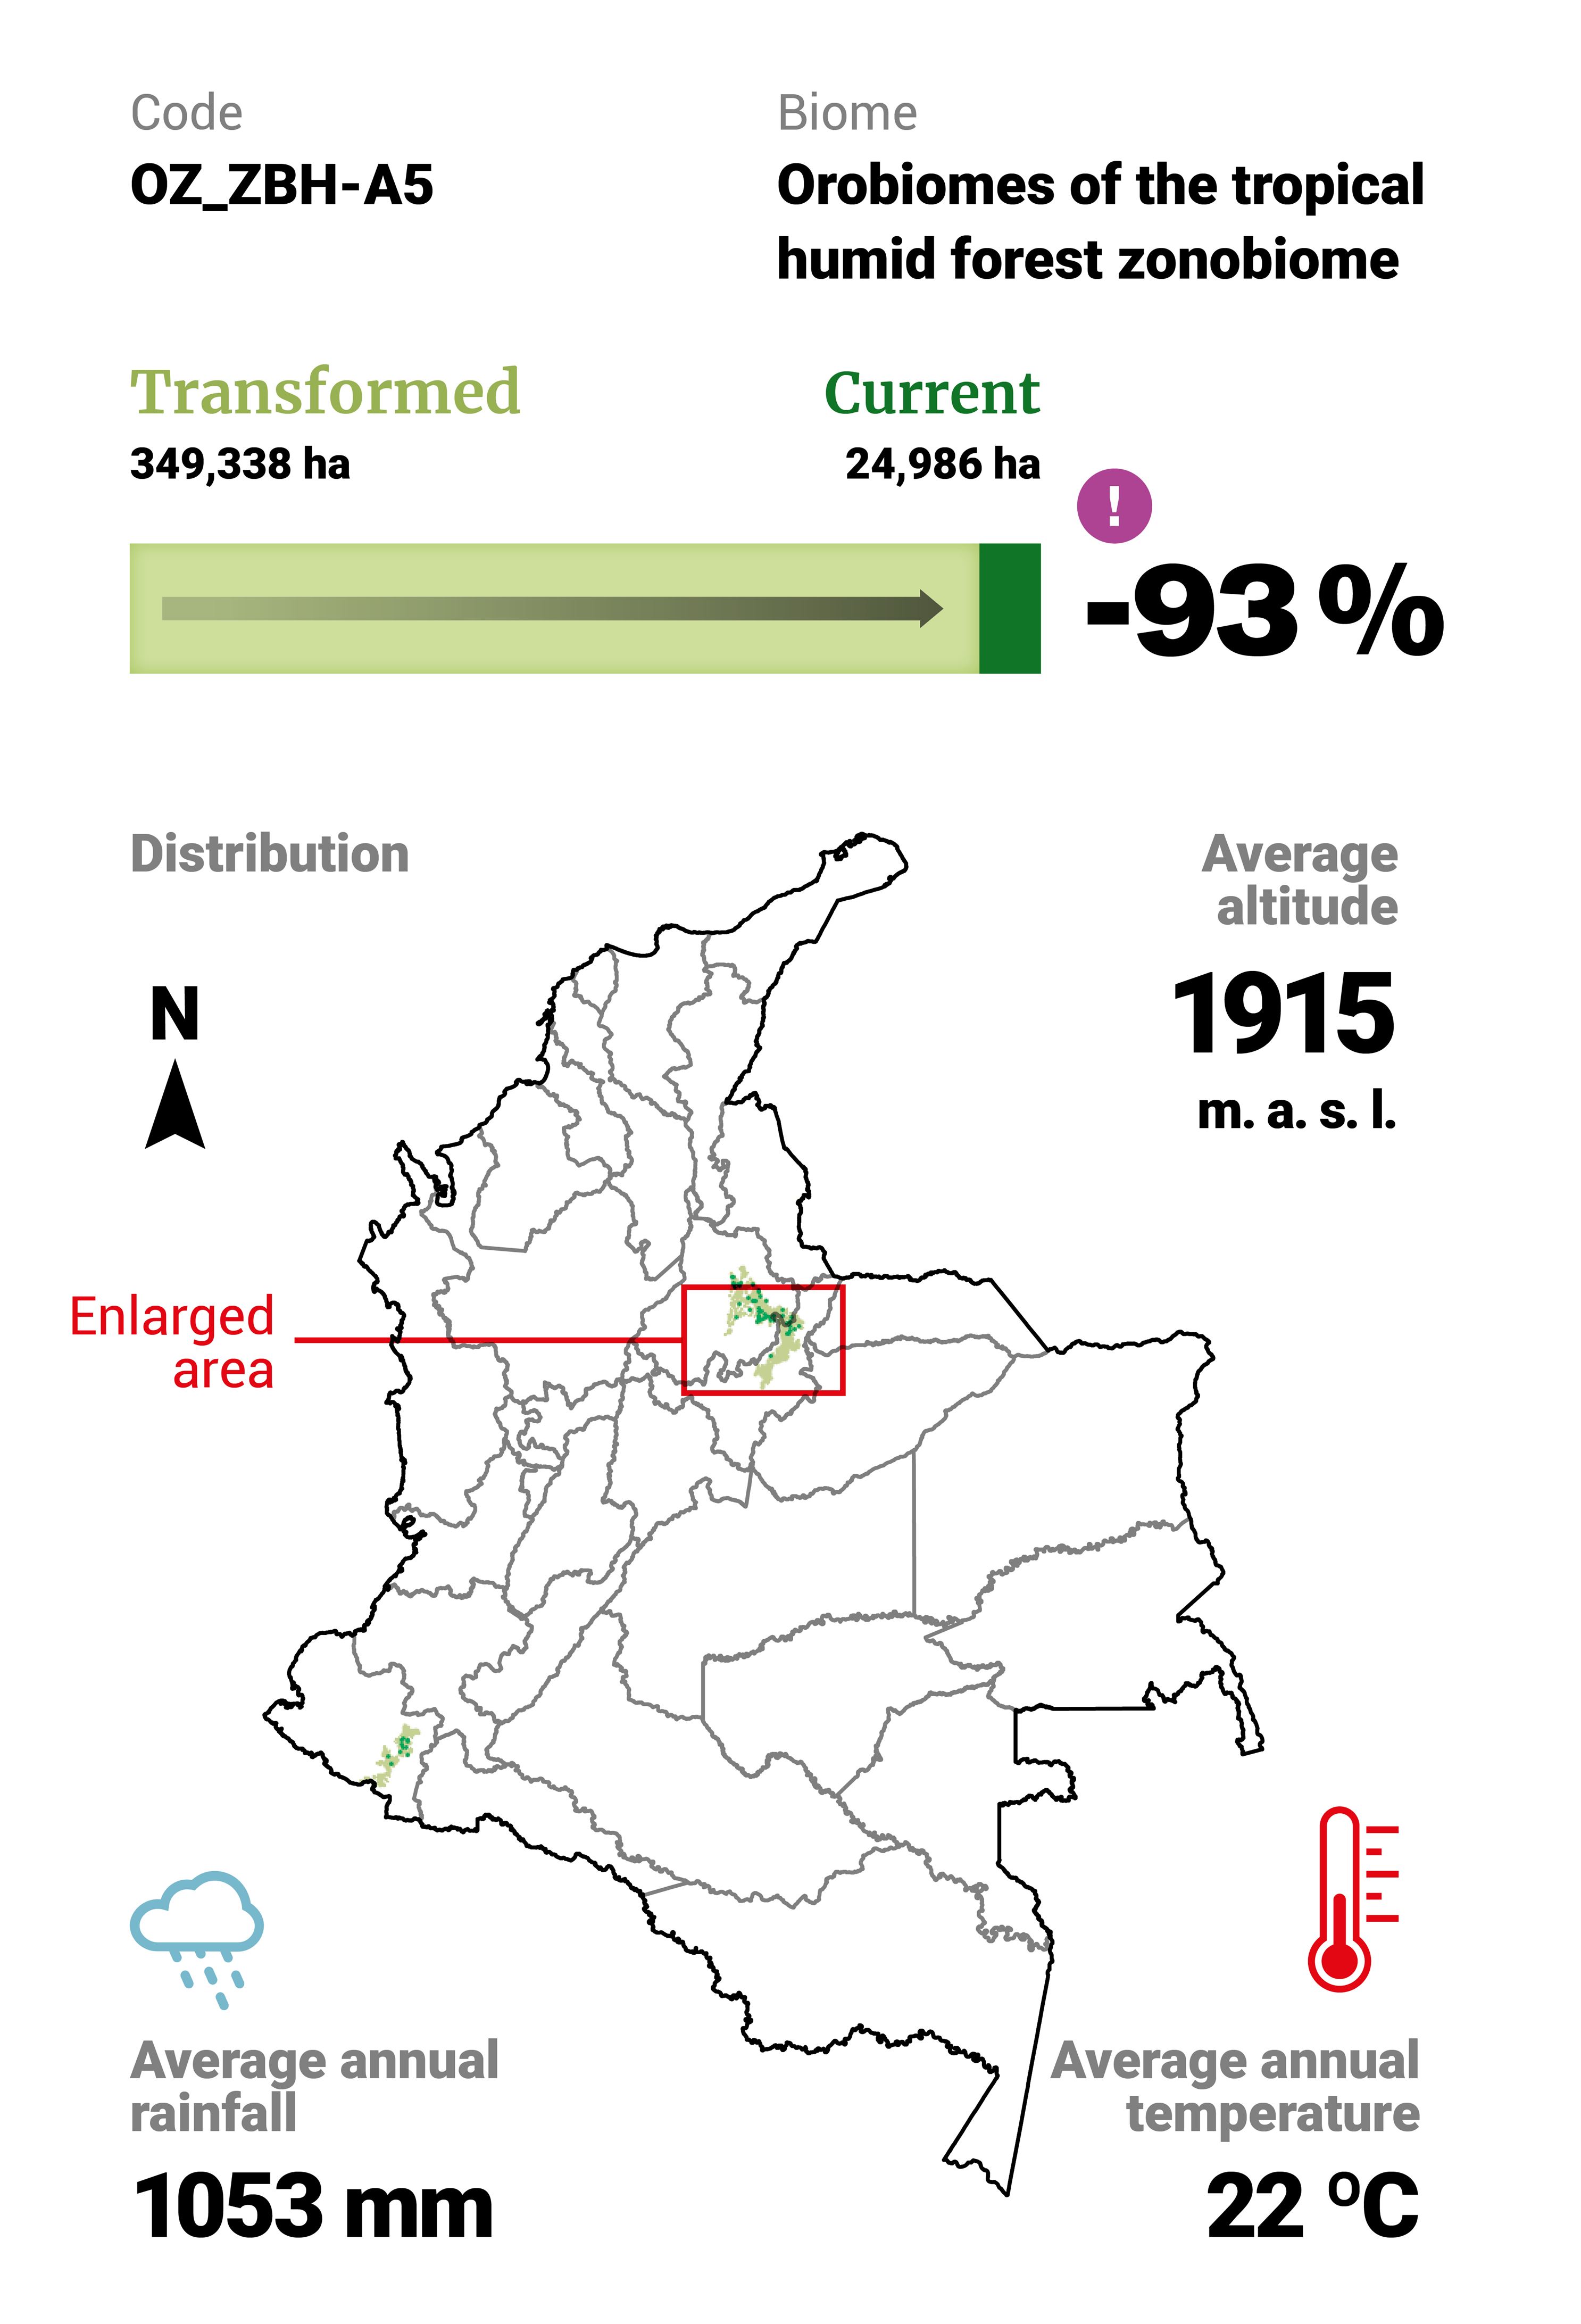 Code
OZ_ZBH-A5
Biome
Orobiomes of the tropical
humid forest zonobiome
Transformed
349,338 ha
Current
24,986 ha
!
-93 %
Distribution
Average
altitude
1915
m. a. s. l.
N
Enlarged
area
Average annual
rainfall
1053 mm
Average annual
temperature
22 ºC